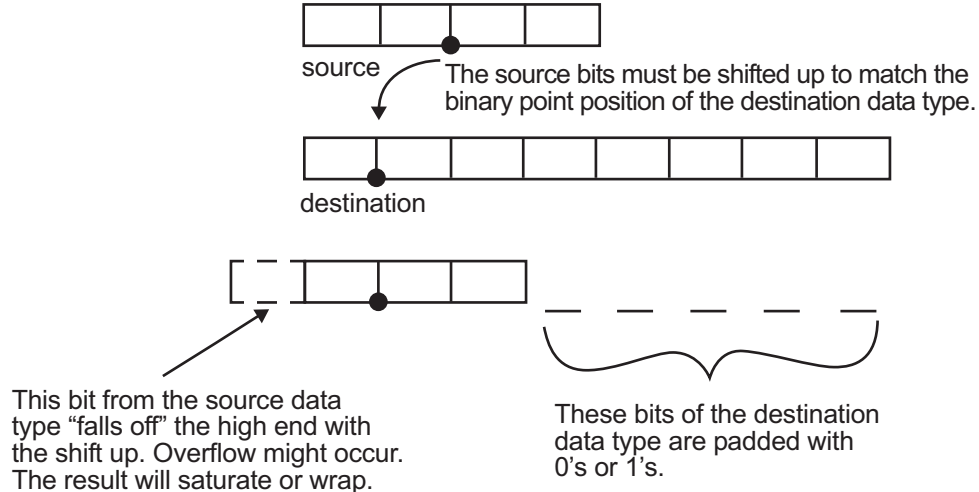 source
The source bits must be shifted up to match the
binary point position of the destination data type.
destination
This bit from the source data
type “falls off” the high end with
the shift up. Overflow might occur.
The result will saturate or wrap.
These bits of the destination
data type are padded with
0's or 1's.